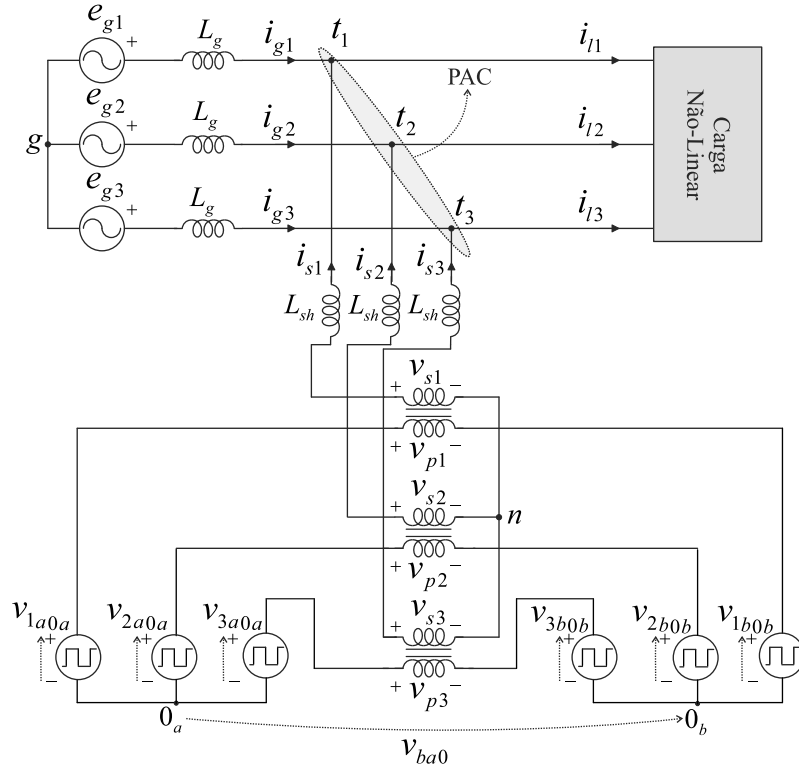 e_g1 + L_g i_g1 t_1 i_l1
PAC
e_g2 + L_g i_g2 t_2 i_l2
g
e_g3 + L_g i_g3 t_3 i_l3
Carga
Não-Linear
i_s1 i_s2 i_s3
L_sh L_sh L_sh
v_s1
+ −
+ −
v_p1
v_s2
+ −
n
+ −
v_p2
v_s3
+ −
+ −
v_p3
v_1a0a v_2a0a v_3a0a
+ + +
− − −
v_3b0b v_2b0b v_1b0b
+ + +
− − −
0_a 0_b
v_ba0